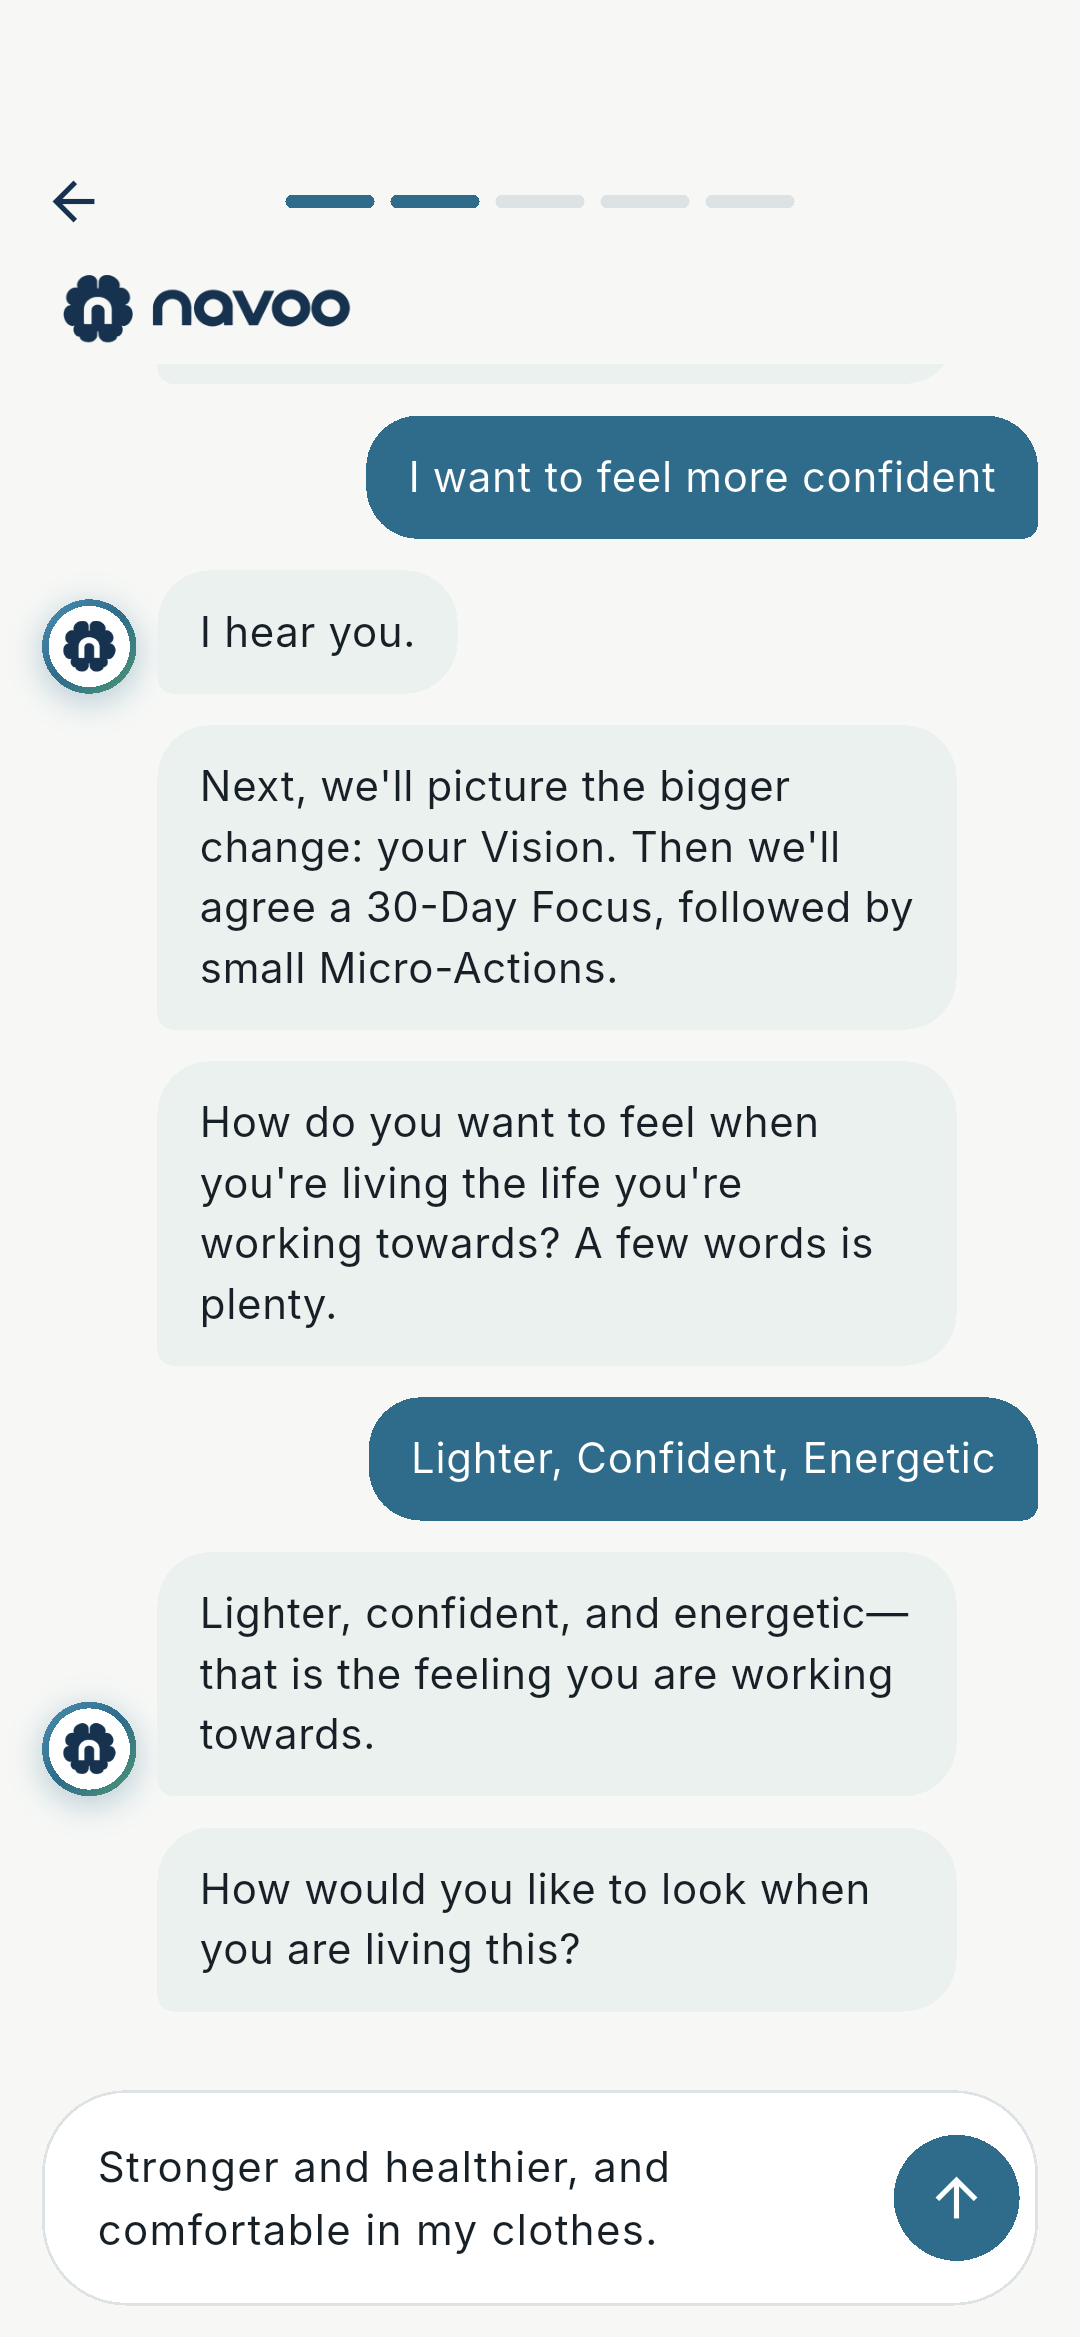 navoo
I want to feel more confident
I hear you.
Next, we'll picture the bigger
change: your Vision. Then we'll
agree a 30-Day Focus, followed by
small Micro-Actions.
How do you want to feel when
you're living the life you're
working towards? A few words is
plenty.
Lighter, Confident, Energetic
Lighter, confident, and energetic—
that is the feeling you are working
towards.
How would you like to look when
you are living this?
Stronger and healthier, and
comfortable in my clothes.